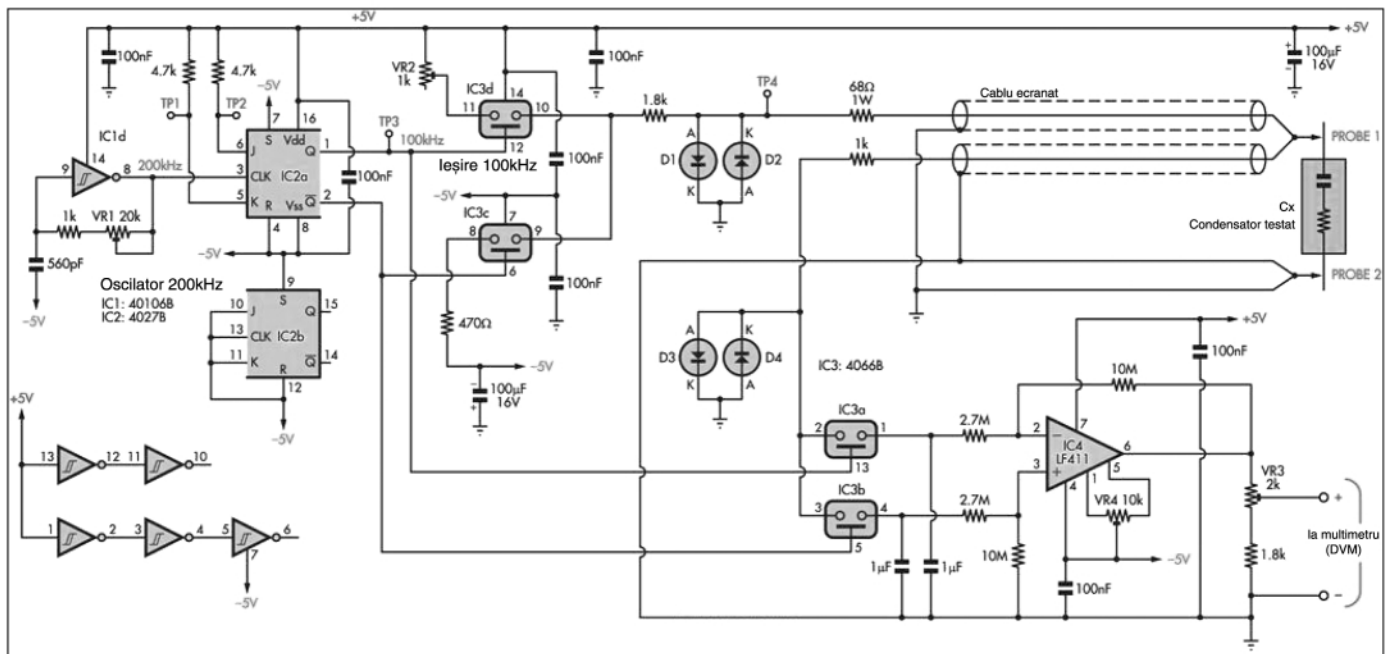 +5V
+5V
100nF
4.7k
4.7k
–5V
TP1
TP2
7
16
S
Vdd
6
J
Q
1
IC1d
14
9
8
200kHz
3
CLK
IC2a
5
K
Q
2
R
Vss
4
8
1k
VR1 20k
560pF
–5V
–5V
100nF
Oscilator 200kHz
IC1: 40106B
IC2: 4027B
9
S
10
J
Q
15
13
CLK
IC2b
11
K
Q
14
R
12
–5V
+5V
13
12
11
10
1
2
3
4
5
6
7
–5V
VR2
1k
IC3d
14
11
10
12
TP3
100kHz
Ieșire 100kHz
100nF
100nF
–5V
IC3c
7
8
9
6
100nF
470Ω
–5V
100µF
16V
1.8k
TP4
68Ω
1W
1k
A
K
D1
D2
K
A
Cablu ecranat
100µF
16V
PROBE 1
Cx
Condensator testat
PROBE 2
A
K
D3
D4
K
A
IC3: 4066B
IC3a
2
1
13
IC3b
3
4
5
2.7M
2.7M
1µF
1µF
10M
10M
+5V
100nF
7
2
–
IC4
LF411
6
3
+
5
4
1
VR4 10k
–5V
100nF
VR3
2k
1.8k
+
la multimetru
(DVM)
–